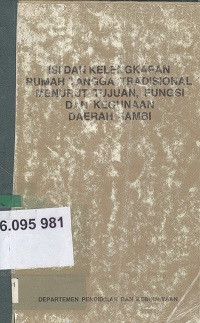 ISI DAN KELENGKAPAN
RUMAH TANGGA TRADISIONAL
MENURUT TUJUAN, FUNGSI
DAN KEGUNAAN
DAERAH JAMBI
6.095 981
DEPARTEMEN PENDIDIKAN DAN KEBUDAYAAN